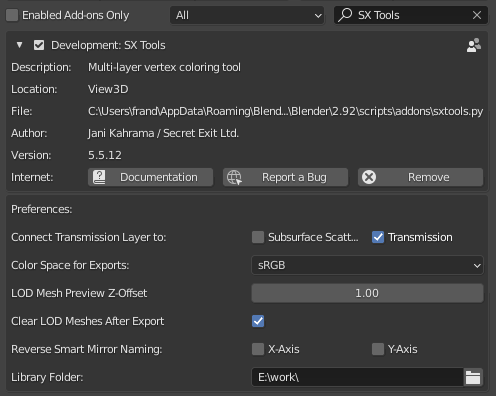 Enabled Add-ons Only All SX Tools
Development: SX Tools
Description: Multi-layer vertex coloring tool
Location: View3D
File: C:\Users\frand\AppData\Roaming\Blend...\Blender\2.92\scripts\addons\sxtools.py
Author: Jani Kahrama / Secret Exit Ltd.
Version: 5.5.12
Internet: Documentation Report a Bug Remove
Preferences:
Connect Transmission Layer to: Subsurface Scatt... Transmission
Color Space for Exports: sRGB
LOD Mesh Preview Z-Offset 1.00
Clear LOD Meshes After Export
Reverse Smart Mirror Naming: X-Axis Y-Axis
Library Folder: E:\work\